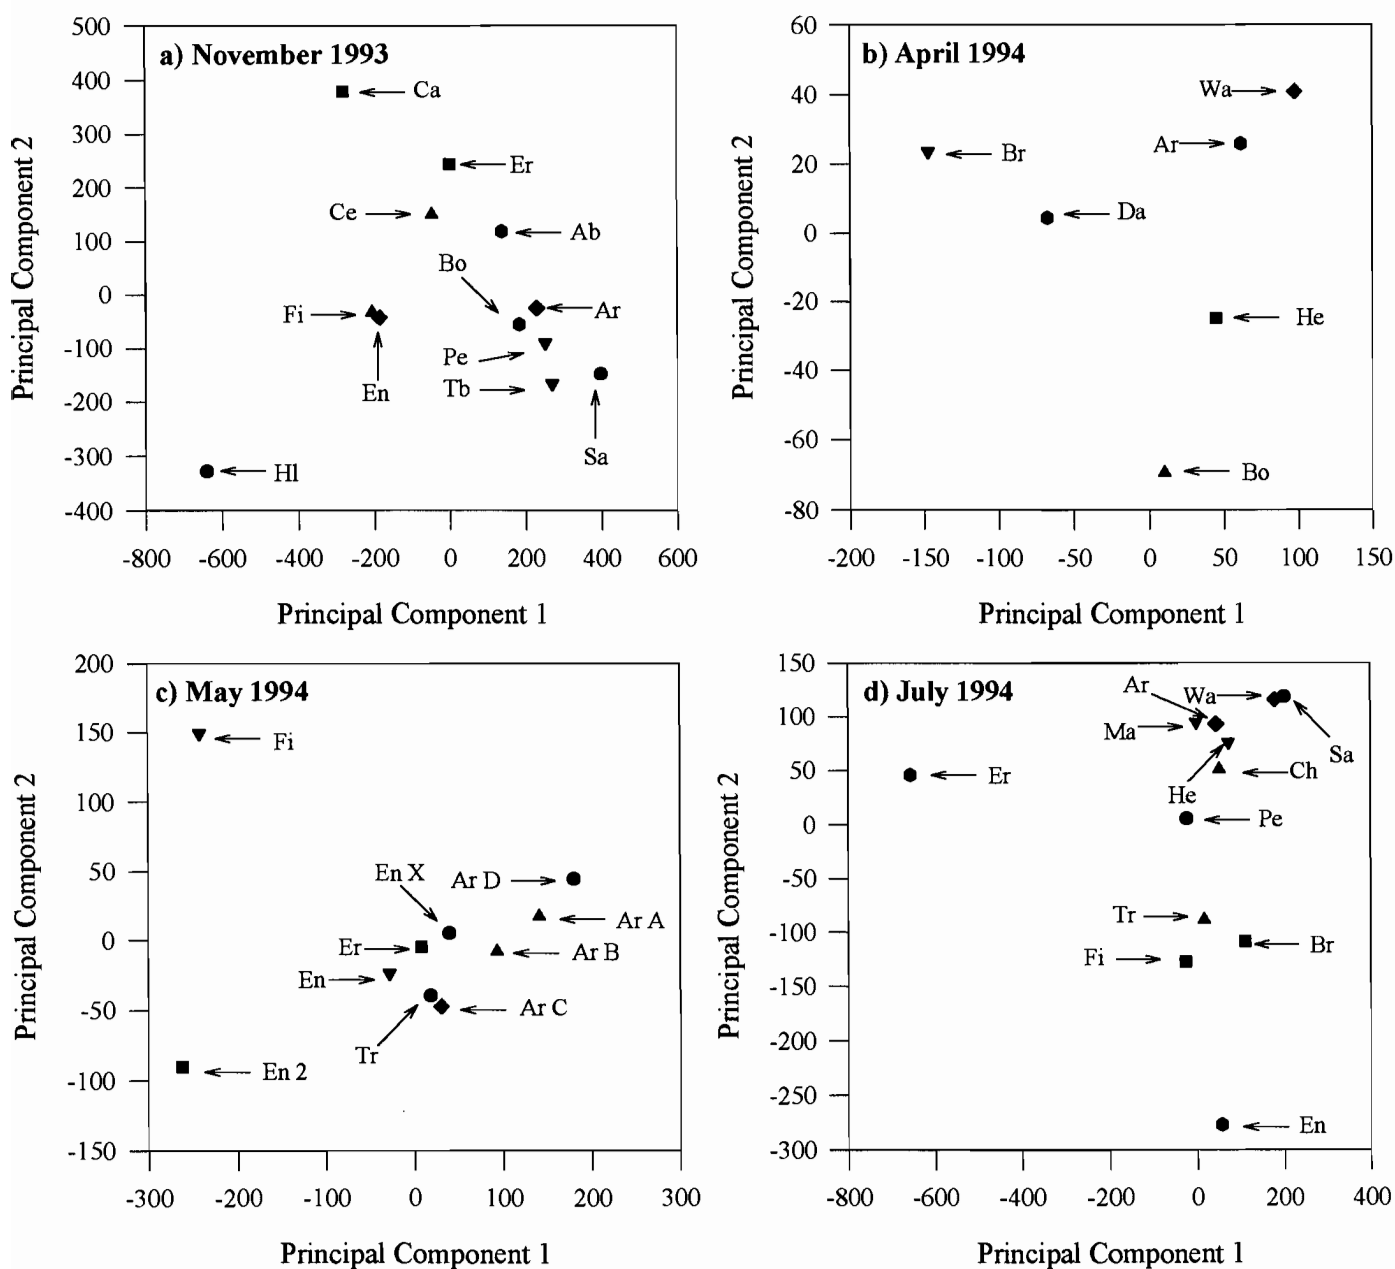 a) November 1993
Principal Component 2
500
400
300
200
100
0
-100
-200
-300
-400
Ca
Er
Ce
Ab
Bo
Fi
Ar
En
Pe
Tb
Sa
Hl
-800 -600 -400 -200 0 200 400 600
Principal Component 1
b) April 1994
Principal Component 2
60
40
20
0
-20
-40
-60
-80
Wa
Ar
Br
Da
He
Bo
-200 -150 -100 -50 0 50 100 150
Principal Component 1
c) May 1994
Principal Component 2
200
150
100
50
0
-50
-100
-150
Fi
En X
Ar D
Ar A
Er
Ar B
En
Ar C
Tr
En 2
-300 -200 -100 0 100 200 300
Principal Component 1
d) July 1994
Principal Component 2
150
100
50
0
-50
-100
-150
-200
-250
-300
Ar
Wa
Ma
Sa
Er
Ch
He
Pe
Tr
Br
Fi
En
-800 -600 -400 -200 0 200 400
Principal Component 1